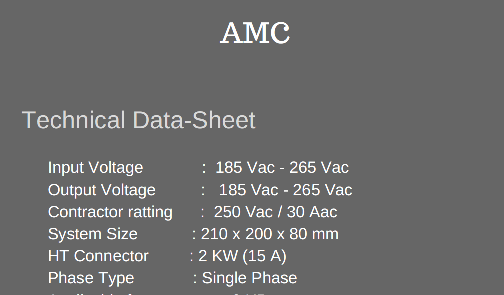 AMC
Technical Data-Sheet
Input Voltage : 185 Vac - 265 Vac
Output Voltage : 185 Vac - 265 Vac
Contractor ratting : 250 Vac / 30 Aac
System Size : 210 x 200 x 80 mm
HT Connector : 2 KW (15 A)
Phase Type : Single Phase